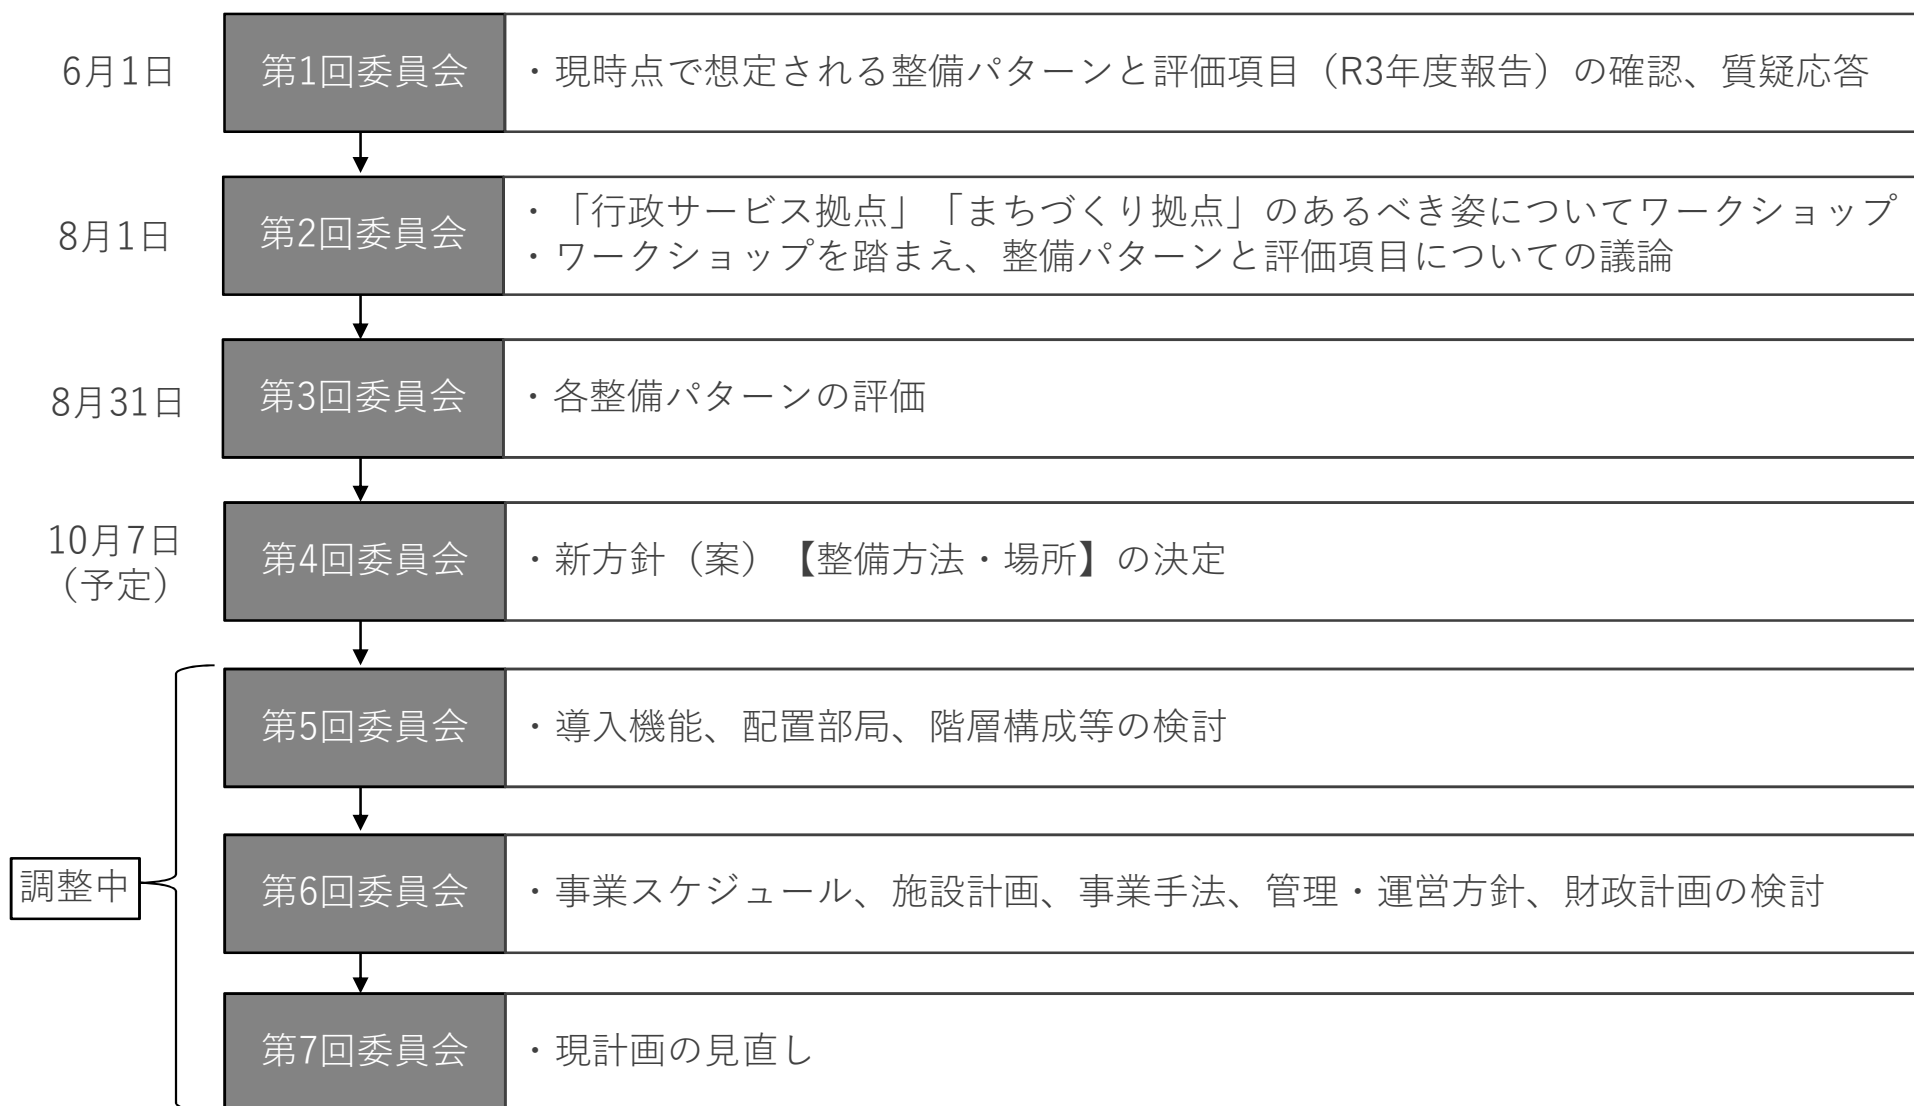 6月1日
第1回委員会
・現時点で想定される整備パターンと評価項目（R3年度報告）の確認、質疑応答
8月1日
第2回委員会
・「行政サービス拠点」「まちづくり拠点」のあるべき姿についてワークショップ
・ワークショップを踏まえ、整備パターンと評価項目についての議論
8月31日
第3回委員会
・各整備パターンの評価
10月7日
（予定）
第4回委員会
・新方針（案）【整備方法・場所】の決定
調整中
第5回委員会
・導入機能、配置部局、階層構成等の検討
第6回委員会
・事業スケジュール、施設計画、事業手法、管理・運営方針、財政計画の検討
第7回委員会
・現計画の見直し